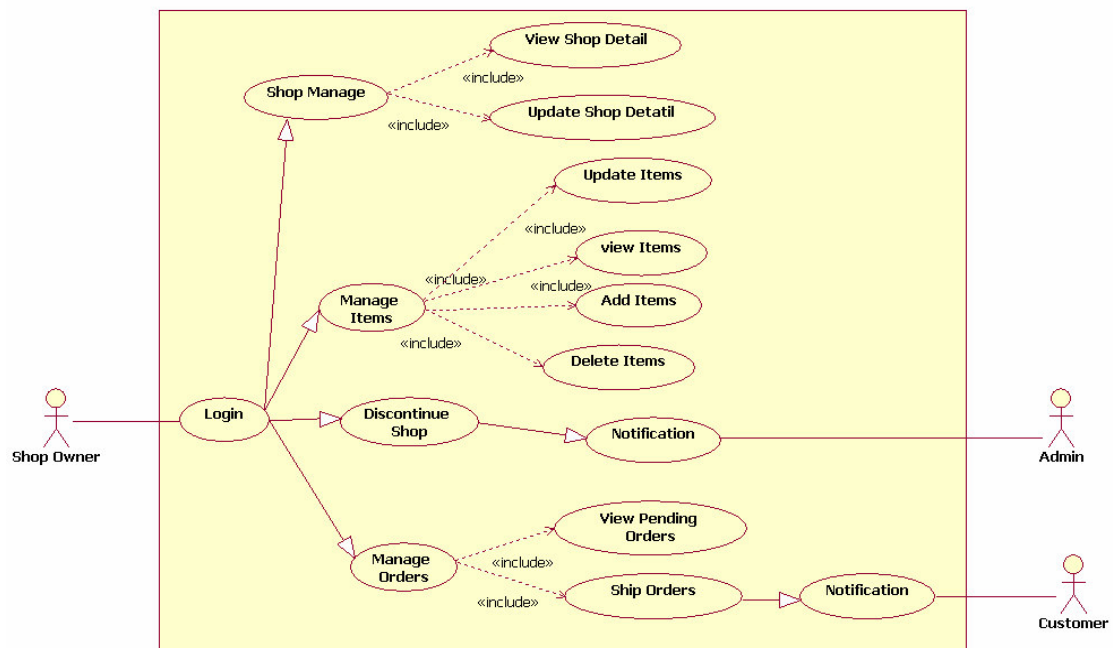 View Shop Detail
«include»
Shop Manage
Update Shop Detatil
«include»
Update Items
«include»
view Items
«include»
«include»
Manage
Items
Add Items
«include»
Delete Items
Login
Discontinue
Shop
Notification
Shop Owner
Admin
View Pending
Orders
Manage
Orders
«include»
Ship Orders
Notification
«include»
Customer